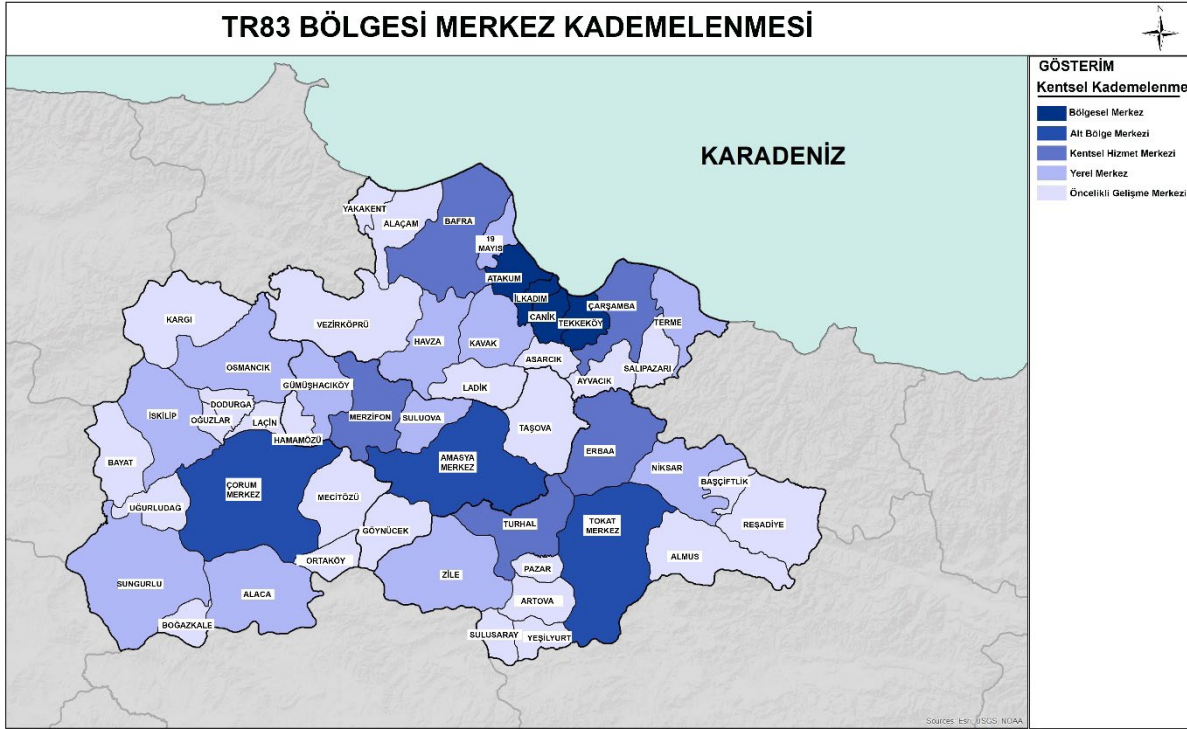 TR83 BÖLGESİ MERKEZ KADEMELENMESİ
N
GÖSTERİM
Kentsel Kademelenme
Bölgesel Merkez
Alt Bölge Merkezi
Kentsel Hizmet Merkezi
Yerel Merkez
Öncelikli Gelişme Merkezi
KARADENİZ
YAKAKENT
ALAÇAM
BAFRA
19
MAYIS
ATAKUM
İLKADIM
CANİK
TEKKEKÖY
ÇARŞAMBA
TERME
KARGI
VEZİRKÖPRÜ
HAVZA
KAVAK
ASARCIK
AYVACIK
SALIPAZARI
OSMANCIK
GÜMÜŞHACIKÖY
LADİK
DODURGA
İSKİLİP
OĞUZLAR
LAÇİN
HAMAMÖZÜ
MERZİFON
SULUOVA
TAŞOVA
BAYAT
AMASYA
MERKEZ
ERBAA
NİKSAR
BAŞÇİFTLİK
ÇORUM
MERKEZ
UĞURLUDAĞ
MECİTÖZÜ
GÖYNÜCEK
TURHAL
TOKAT
MERKEZ
REŞADİYE
ORTAKÖY
ALMUS
SUNGURLU
ALACA
ZİLE
PAZAR
ARTOVA
BOĞAZKALE
SULUSARAY
YEŞİLYURT
Sources: Esri, USGS, NOAA